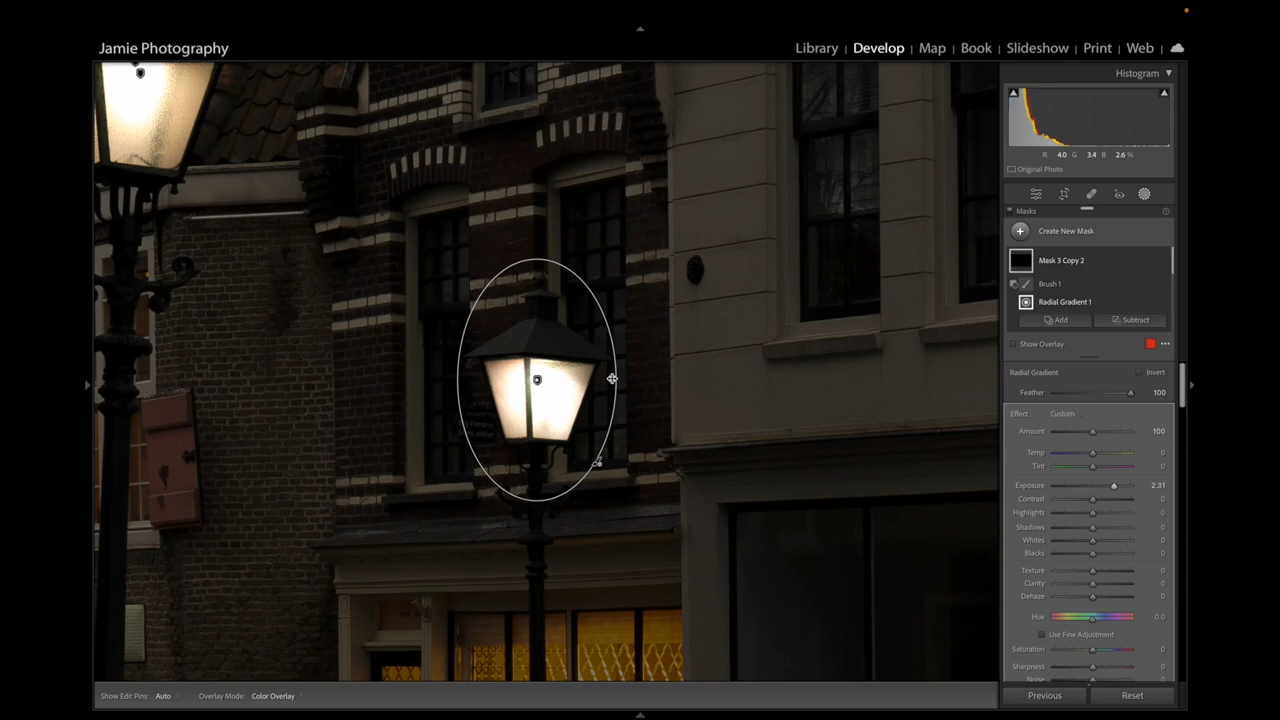 Jamie Photography
Library | Develop | Map | Book | Slideshow | Print | Web
Histogram
R 4.0 G 3.4 B 2.6 %
Original Photo
Masks
Create New Mask
Mask 3 Copy 2
Brush 1
Radial Gradient 1
Add Subtract
Show Overlay
Radial Gradient Invert
Feather 100
Effect : Custom
Amount 100
Temp 0
Tint 0
Exposure 2.31
Contrast 0
Highlights 0
Shadows 0
Whites 0
Blacks 0
Texture 0
Clarity 0
Dehaze 0
Hue 0.0
Use Fine Adjustment
Saturation 0
Sharpness 0
Noise 0
Show Edit Pins: Auto Overlay Mode: Color Overlay
Previous Reset